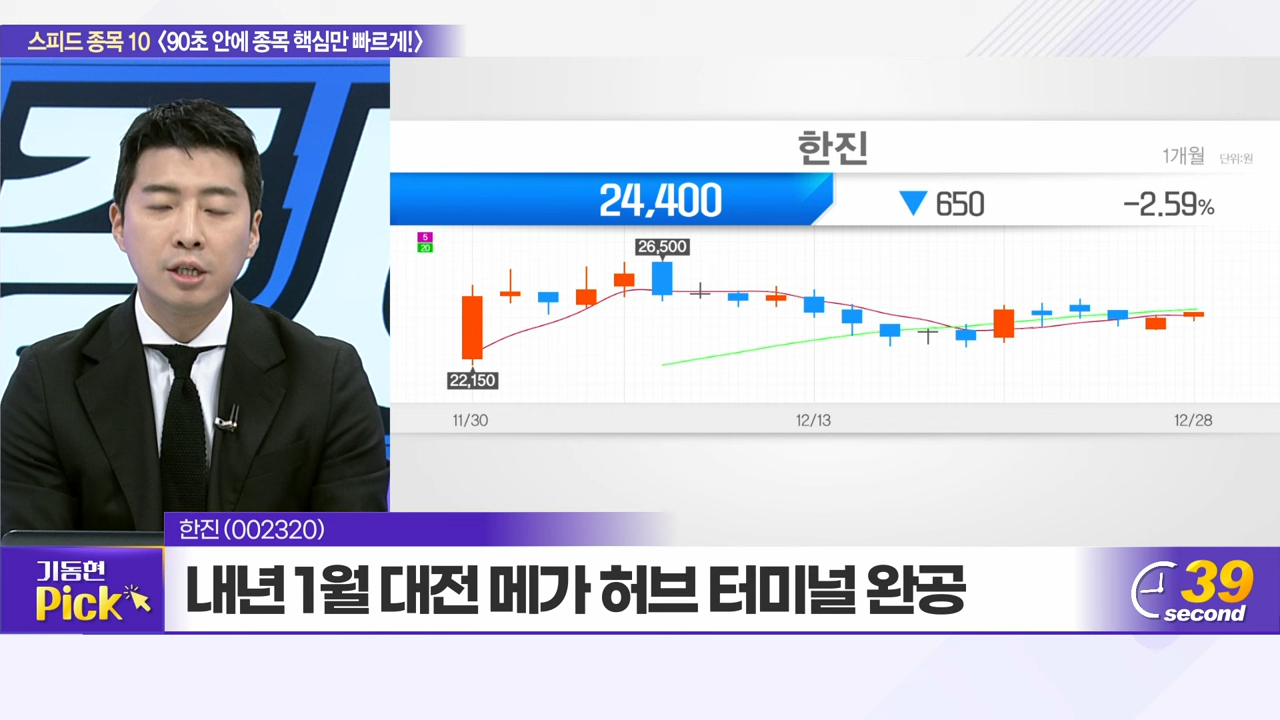 스피드 종목 10 〈90초 안에 종목 핵심만 빠르게!〉
한진
1개월 단위:원
24,400 ▼ 650 -2.59%
5
20
26,500
22,150
11/30 12/13 12/28
한진(002320)
기동현
Pick
내년 1월 대전 메가 허브 터미널 완공
39
second